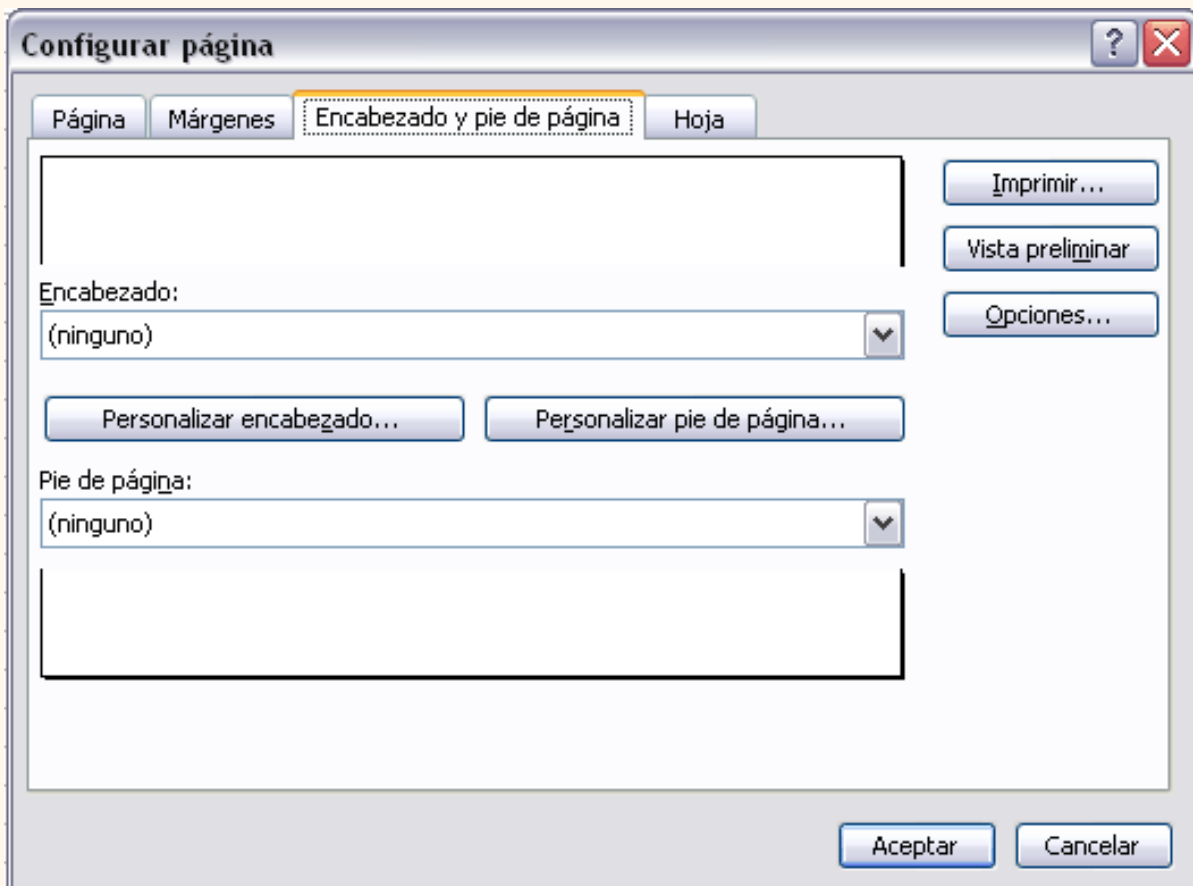 Configurar página
Página Márgenes Encabezado y pie de página Hoja
Imprimir...
Vista preliminar
Encabezado:
Opciones...
(ninguno)
Personalizar encabezado... Personalizar pie de página...
Pie de página:
(ninguno)
Aceptar Cancelar